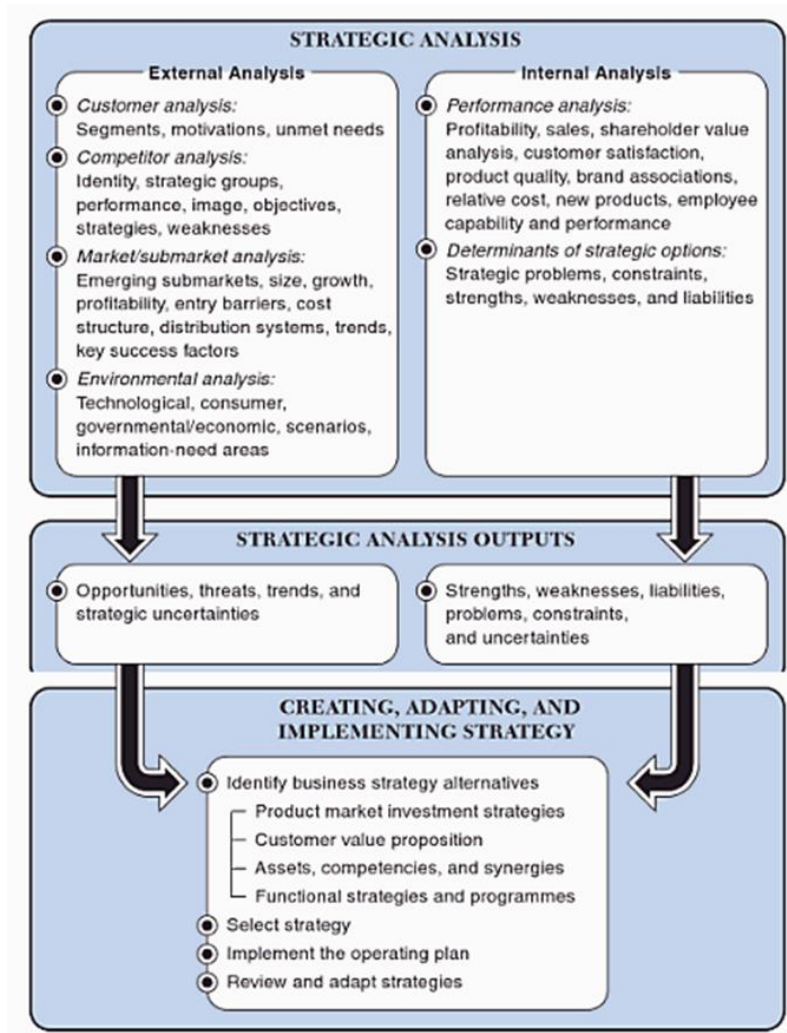 STRATEGIC ANALYSIS
External Analysis
Customer analysis:
Segments, motivations, unmet needs
Competitor analysis:
Identity, strategic groups,
performance, image, objectives,
strategies, weaknesses
Market/submarket analysis:
Emerging submarkets, size, growth,
profitability, entry barriers, cost
structure, distribution systems, trends,
key success factors
Environmental analysis:
Technological, consumer,
governmental/economic, scenarios,
information-need areas
Internal Analysis
Performance analysis:
Profitability, sales, shareholder value
analysis, customer satisfaction,
product quality, brand associations,
relative cost, new products, employee
capability and performance
Determinants of strategic options:
Strategic problems, constraints,
strengths, weaknesses, and liabilities
STRATEGIC ANALYSIS OUTPUTS
Opportunities, threats, trends, and
strategic uncertainties
Strengths, weaknesses, liabilities,
problems, constraints,
and uncertainties
CREATING, ADAPTING, AND
IMPLEMENTING STRATEGY
Identify business strategy alternatives
Product market investment strategies
Customer value proposition
Assets, competencies, and synergies
Functional strategies and programmes
Select strategy
Implement the operating plan
Review and adapt strategies